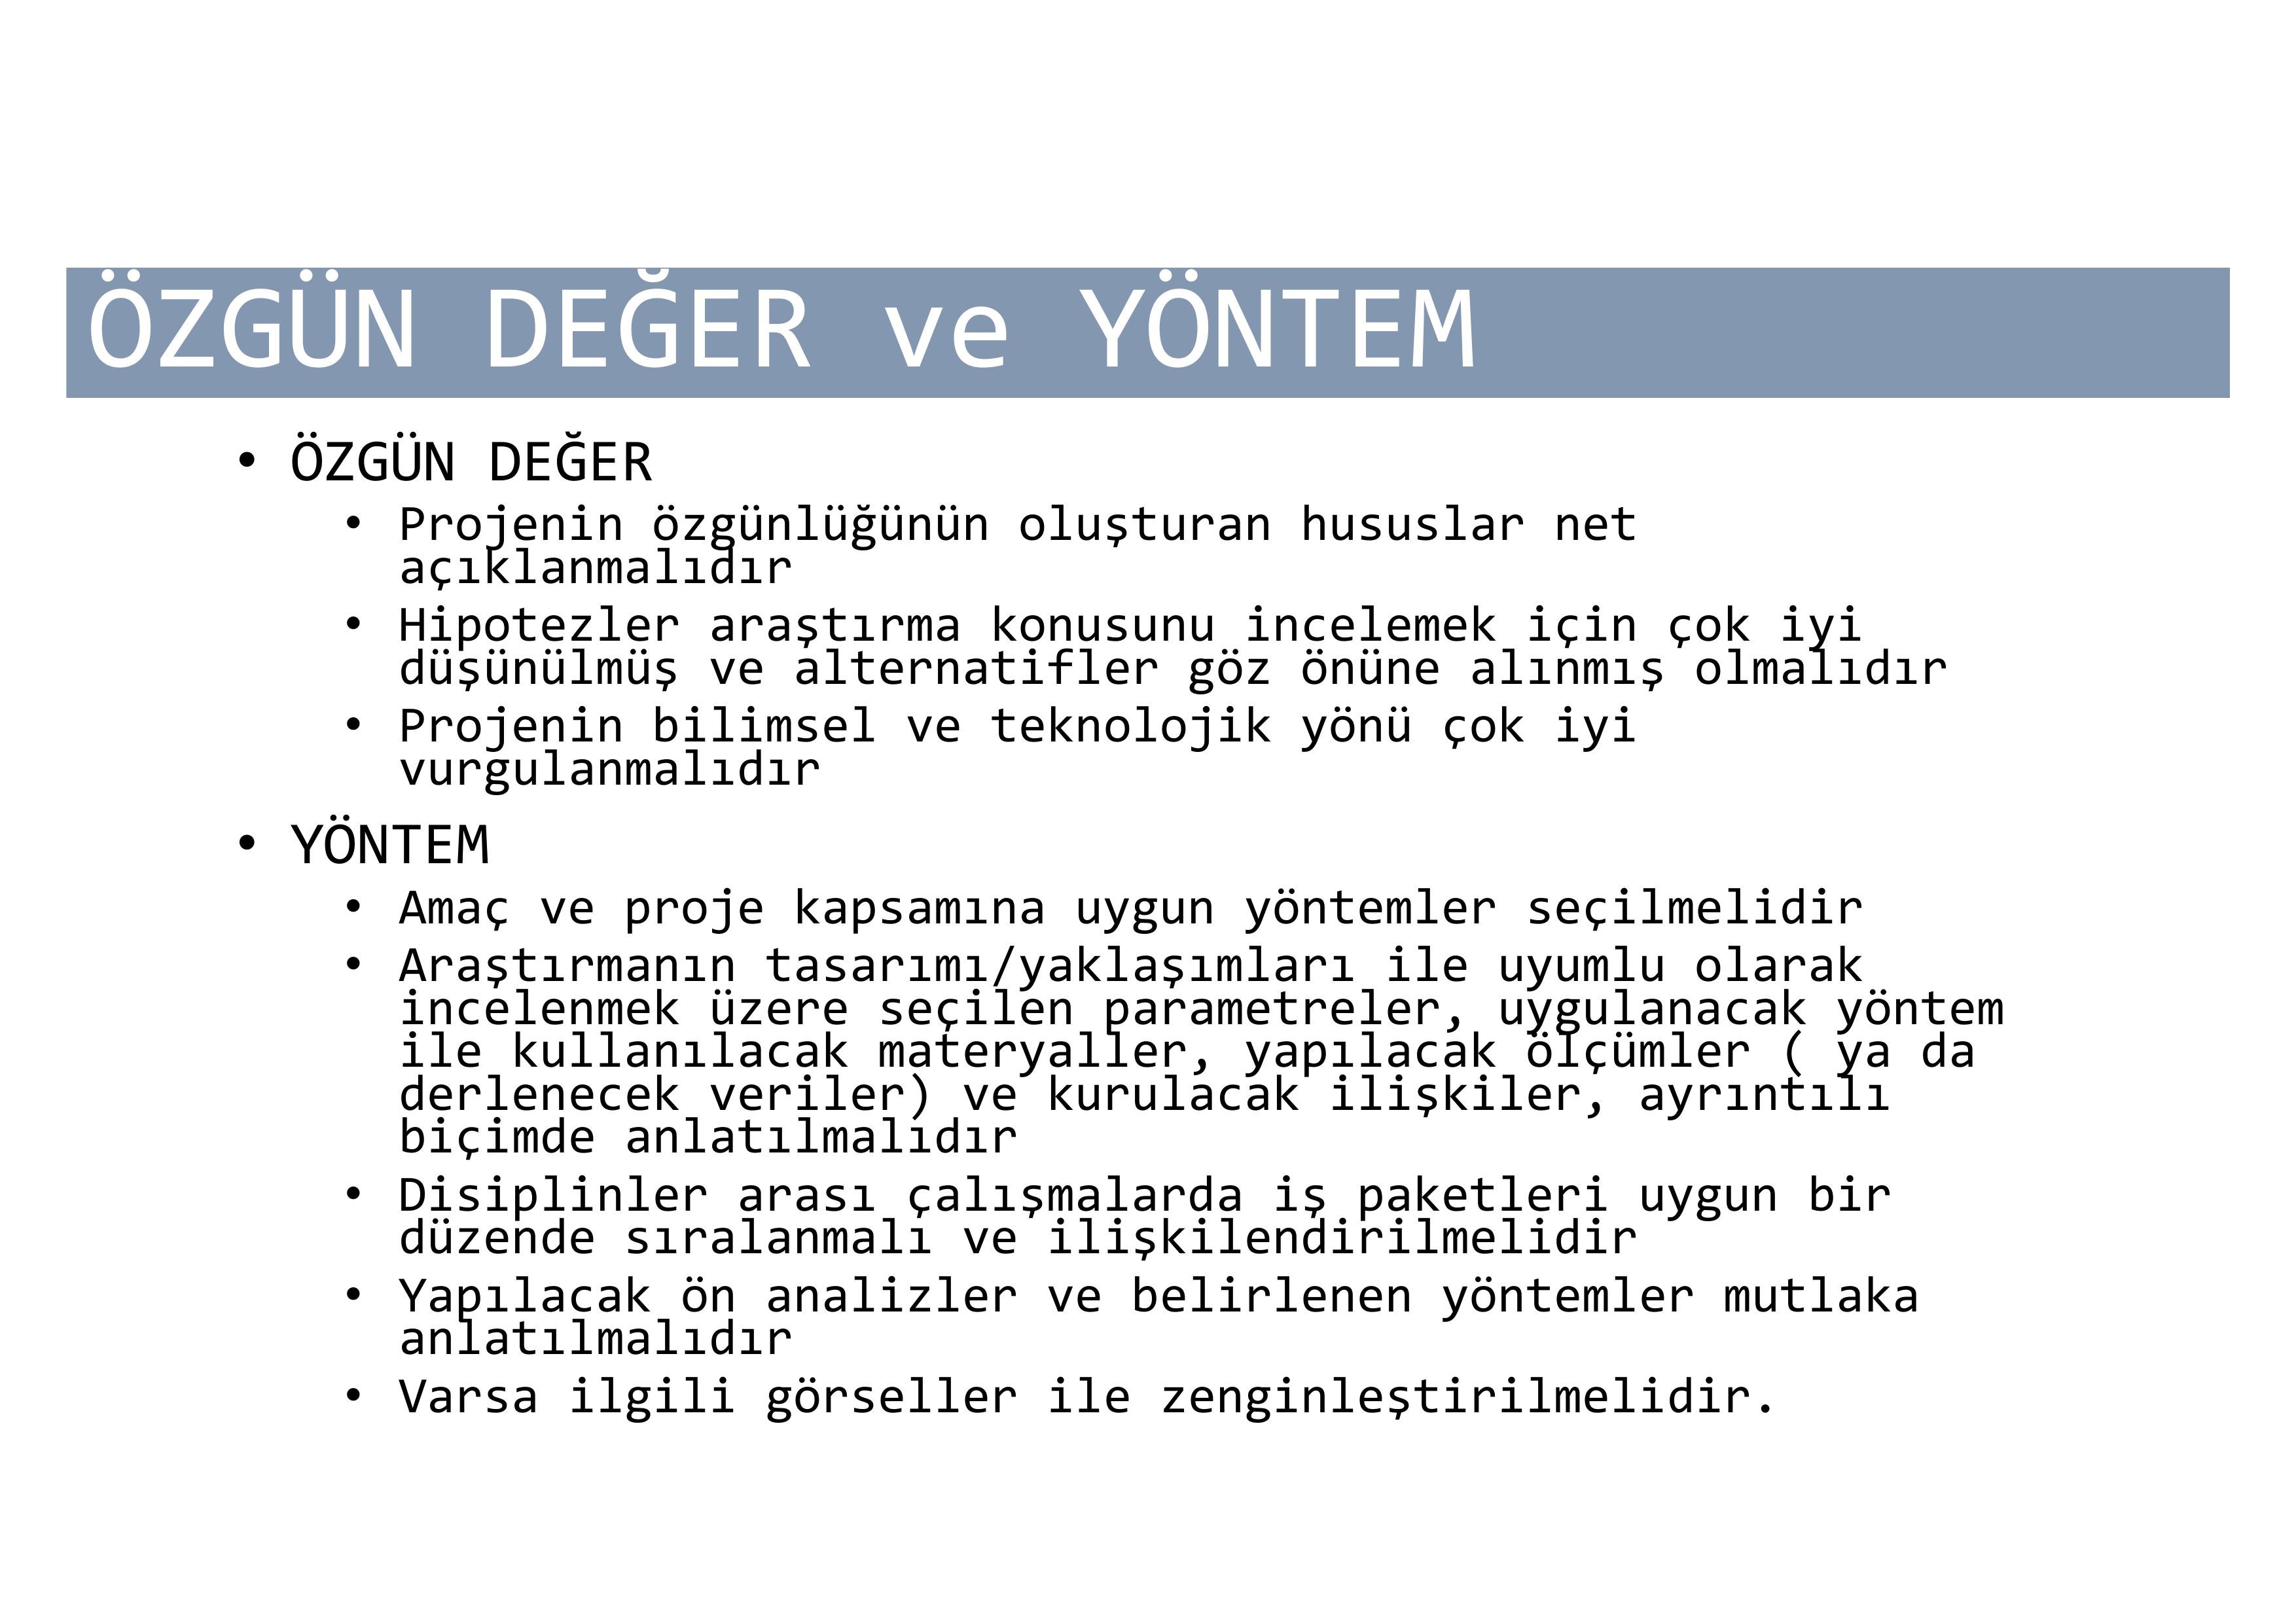 ÖZGÜN DEĞER ve YÖNTEM
• ÖZGÜN DEĞER
• Projenin özgünlüğünün oluşturan hususlar net
açıklanmalıdır
• Hipotezler araştırma konusunu incelemek için çok iyi
düşünülmüş ve alternatifler göz önüne alınmış olmalıdır
• Projenin bilimsel ve teknolojik yönü çok iyi
vurgulanmalıdır
• YÖNTEM
• Amaç ve proje kapsamına uygun yöntemler seçilmelidir
• Araştırmanın tasarımı/yaklaşımları ile uyumlu olarak
incelenmek üzere seçilen parametreler, uygulanacak yöntem
ile kullanılacak materyaller, yapılacak ölçümler ( ya da
derlenecek veriler) ve kurulacak ilişkiler, ayrıntılı
biçimde anlatılmalıdır
• Disiplinler arası çalışmalarda iş paketleri uygun bir
düzende sıralanmalı ve ilişkilendirilmelidir
• Yapılacak ön analizler ve belirlenen yöntemler mutlaka
anlatılmalıdır
• Varsa ilgili görseller ile zenginleştirilmelidir.